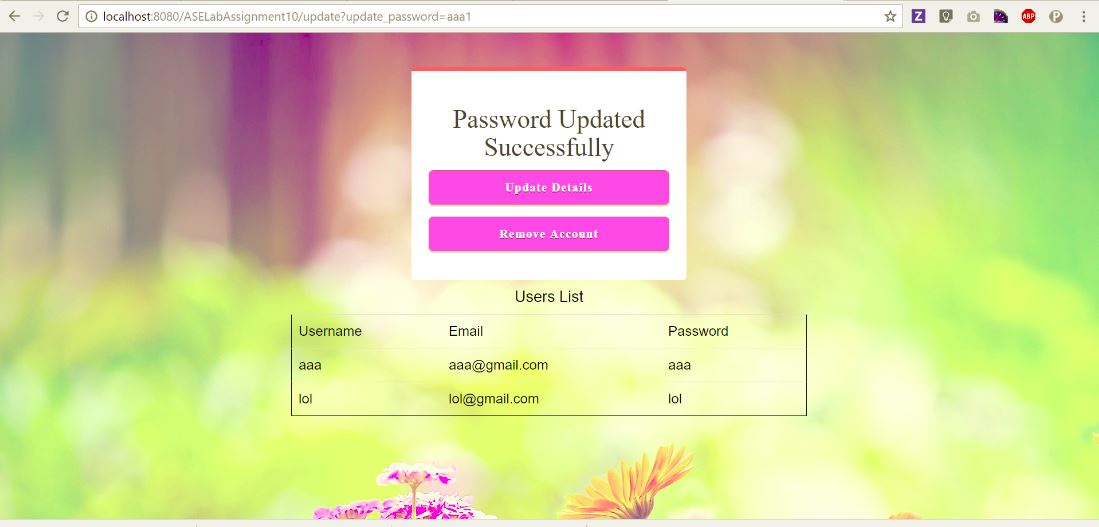 localhost:8080/ASELabAssignment10/update?update_password=aaa1
Z
ABP
P
Password Updated
Successfully
Update Details
Remove Account
Users List
Username Email Password
aaa aaa@gmail.com aaa
lol lol@gmail.com lol